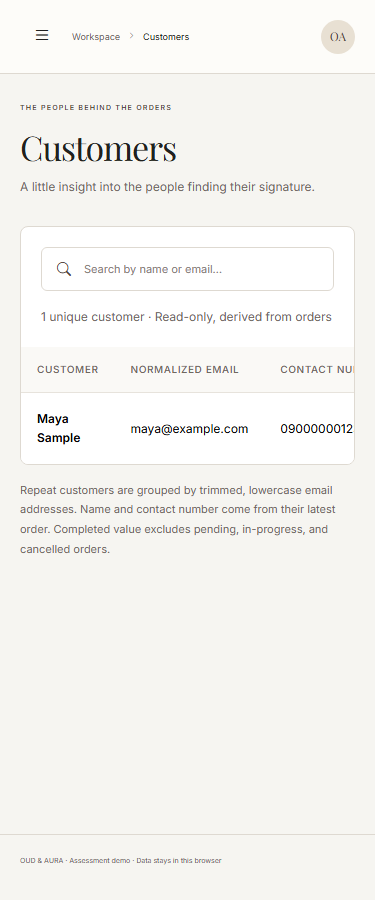 Workspace > Customers
OA
THE PEOPLE BEHIND THE ORDERS
Customers
A little insight into the people finding their signature.
Search by name or email...
1 unique customer · Read-only, derived from orders
CUSTOMER NORMALIZED EMAIL CONTACT NU
Maya
Sample
maya@example.com 0900000012
Repeat customers are grouped by trimmed, lowercase email
addresses. Name and contact number come from their latest
order. Completed value excludes pending, in-progress, and
cancelled orders.
OUD & AURA · Assessment demo · Data stays in this browser